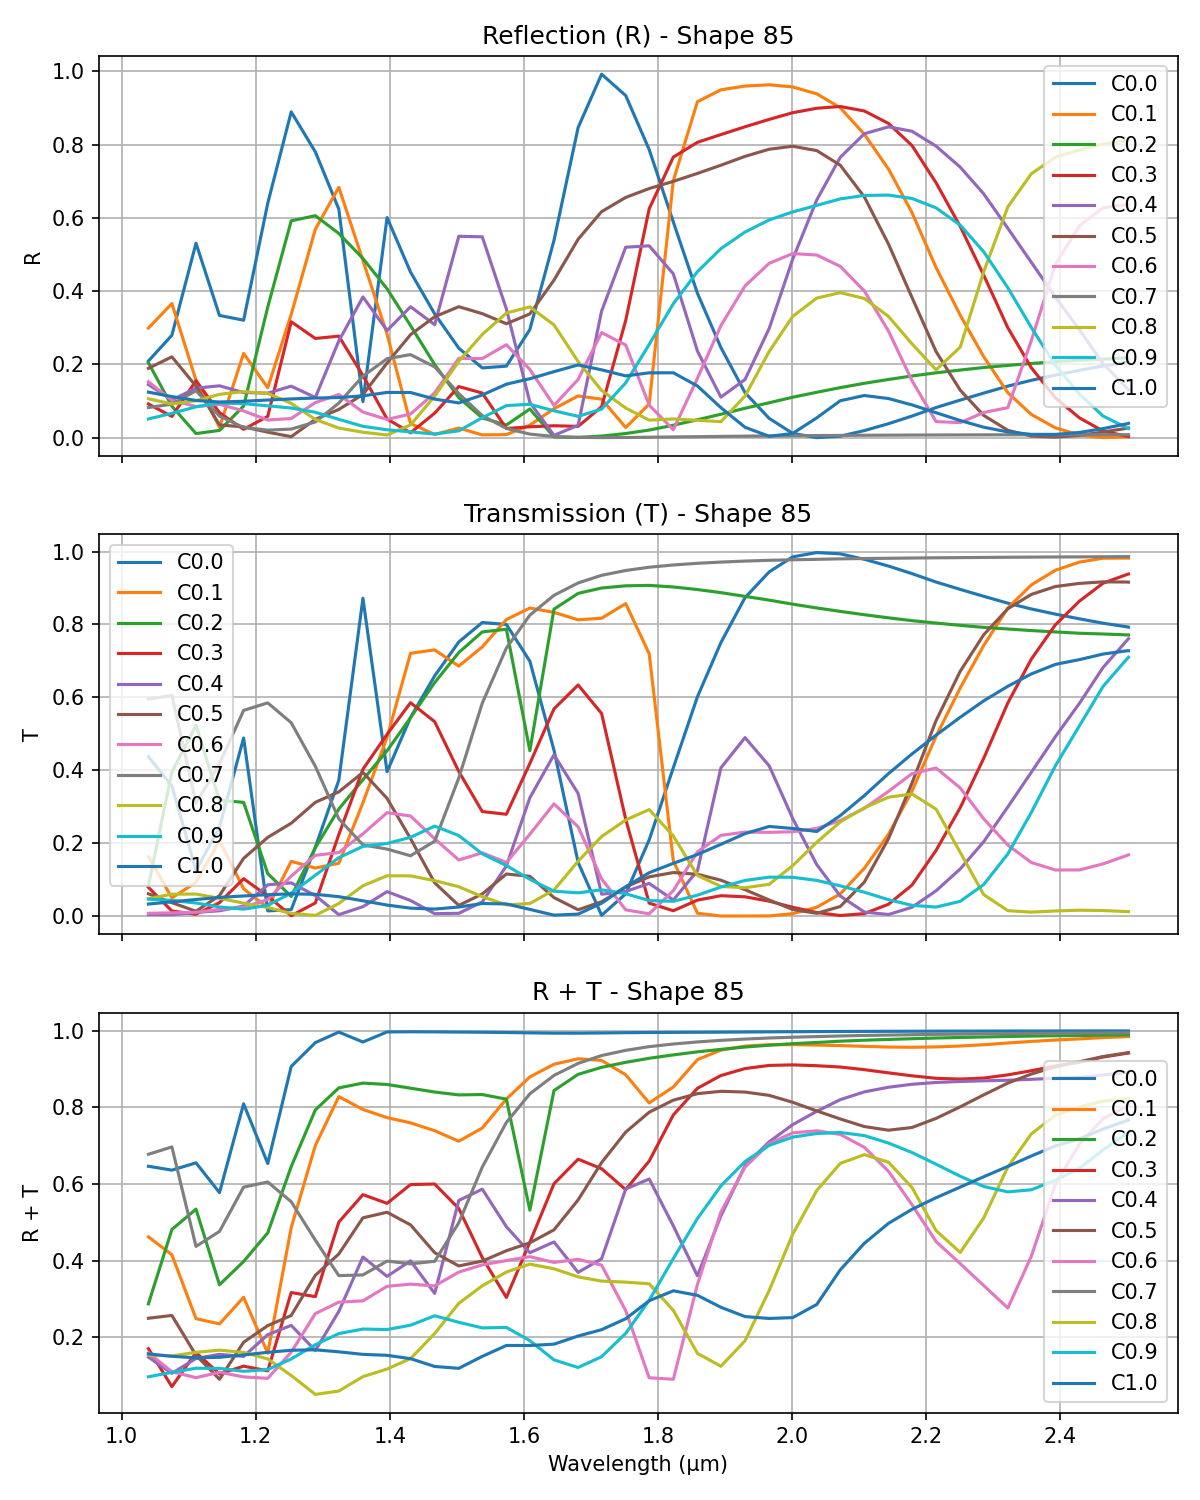 Reflection (R) - Shape 85
1.0
0.8
0.6
0.4
0.2
0.0
R
C0.0
C0.1
C0.2
C0.3
C0.4
C0.5
C0.6
C0.7
C0.8
C0.9
C1.0
Transmission (T) - Shape 85
1.0
0.8
0.6
0.4
0.2
0.0
T
C0.0
C0.1
C0.2
C0.3
C0.4
C0.5
C0.6
C0.7
C0.8
C0.9
C1.0
R + T - Shape 85
1.0
0.8
0.6
0.4
0.2
R + T
C0.0
C0.1
C0.2
C0.3
C0.4
C0.5
C0.6
C0.7
C0.8
C0.9
C1.0
1.0 1.2 1.4 1.6 1.8 2.0 2.2 2.4
Wavelength (μm)